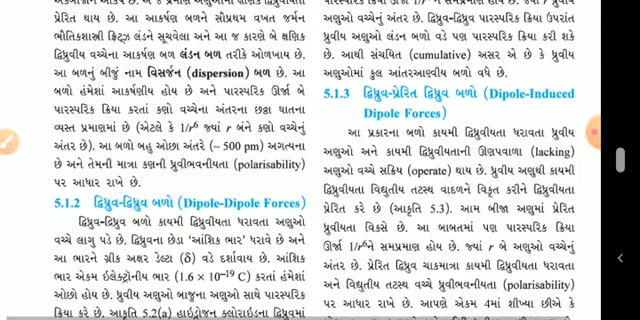 પ્રેરિત થાય છે. આ આકર્ષણ બળને સૌપ્રથમ વખત જર્મન
ભૌતિકશાસ્ત્રી ફ્રિટ્ઝ લંડને સૂચવેલા અને આ જ કારણે બે ક્ષણિક
દ્વિધ્રુવીય વચ્ચેના આકર્ષણ બળ લંડન બળ તરીકે ઓળખાય છે.
આ બળનું બીજું નામ વિસર્જન (dispersion) બળ છે. આ
બળો હંમેશાં આકર્ષણીય હોય છે અને પારસ્પરિક ઊર્જા બે
પારસ્પરિક ક્રિયા કરતાં કણો વચ્ચેના અંતરના છઠ્ઠા ઘાતના
વ્યસ્ત પ્રમાણમાં છે (એટલે કે 1/r⁶ જ્યાં r બંને કણો વચ્ચેનું
અંતર છે). આ બળો બહુ ઓછા અંતરે (~ 500 pm) અગત્યના
છે અને તેમની માત્રા કણની ધ્રુવીભવનીયતા (polarisability)
પર આધાર રાખે છે.
5.1.2 દ્વિધ્રુવ-દ્વિધ્રુવ બળો (Dipole-Dipole Forces)
દ્વિધ્રુવ-દ્વિધ્રુવ બળો કાયમી દ્વિધ્રુવીયતા ધરાવતા અણુઓ
વચ્ચે લાગુ પડે છે. દ્વિધ્રુવના છેડા 'આંશિક ભાર' ધરાવે છે અને
આ ભારને ગ્રીક અક્ષર ડેલ્ટા (δ) વડે દર્શાવાય છે. આંશિક
ભાર એકમ ઇલેક્ટ્રૉનીય ભાર (1.6 × 10⁻¹⁹ C) કરતાં હંમેશાં
ઓછો હોય છે. ધ્રુવીય અણુઓ બાજુના અણુઓ સાથે પારસ્પરિક
ક્રિયા કરે છે. આકૃતિ 5.2(a) હાઇડ્રોજન ક્લોરાઇડના દ્વિધ્રુવમાં
અણુઓ વચ્ચેનું અંતર છે. દ્વિધ્રુવ-દ્વિધ્રુવ પારસ્પરિક ક્રિયા ઉપરાંત
ધ્રુવીય અણુઓ લંડન બળો વડે પણ પારસ્પરિક ક્રિયા કરી શકે
છે. આથી સંચયિત (cumulative) અસર એ છે કે ધ્રુવીય
અણુઓમાં કુલ આંતરઆણ્વીય બળો વધે છે.
5.1.3 દ્વિધ્રુવ-પ્રેરિત દ્વિધ્રુવ બળો (Dipole-Induced
Dipole Forces)
આ પ્રકારના બળો કાયમી દ્વિધ્રુવીયતા ધરાવતા ધ્રુવીય
અણુઓ અને કાયમી દ્વિધ્રુવીયતાની ઊણપવાળા (lacking)
અણુઓ વચ્ચે સક્રિય (operate) થાય છે. ધ્રુવીય અણુથી કાયમી
દ્વિધ્રુવીયતા વિદ્યુતીય તટસ્થ વાદળને વિકૃત કરીને દ્વિધ્રુવીયતા
પ્રેરિત કરે છે (આકૃતિ 5.3). આમ બીજા અણુમાં પ્રેરિત
ધ્રુવીયતા વિકસે છે. આ બાબતમાં પણ પારસ્પરિક ક્રિયા
ઊર્જા 1/r⁶ને સમપ્રમાણ હોય છે. જ્યાં r બે અણુઓ વચ્ચેનું
અંતર છે. પ્રેરિત દ્વિધ્રુવ ચાકમાત્રા કાયમી દ્વિધ્રુવીયતા ધરાવતા
અને વિદ્યુતીય તટસ્થ વચ્ચે ધ્રુવીભવનીયતા (polarisability)
પર આધાર રાખે છે. આપણે એકમ 4માં શીખ્યા છીએ કે